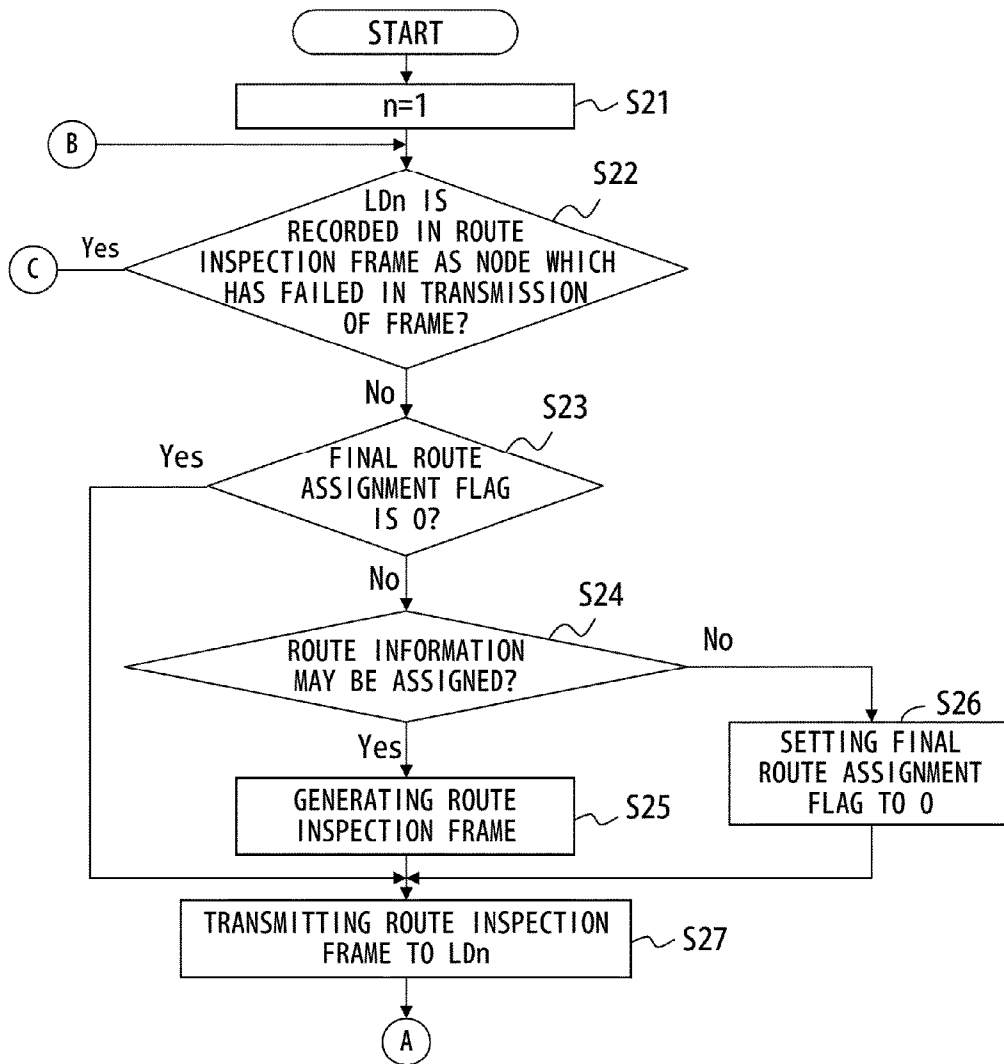 START
n=1
S21
B
S22
LDn IS
RECORDED IN ROUTE
INSPECTION FRAME AS NODE WHICH
HAS FAILED IN TRANSMISSION
OF FRAME?
Yes
C
No
S23
Yes
FINAL ROUTE
ASSIGNMENT FLAG
IS 0?
No
S24
ROUTE INFORMATION
MAY BE ASSIGNED?
No
Yes
S26
SETTING FINAL
ROUTE ASSIGNMENT
FLAG TO 0
GENERATING ROUTE
INSPECTION FRAME
S25
TRANSMITTING ROUTE INSPECTION
FRAME TO LDn
S27
A